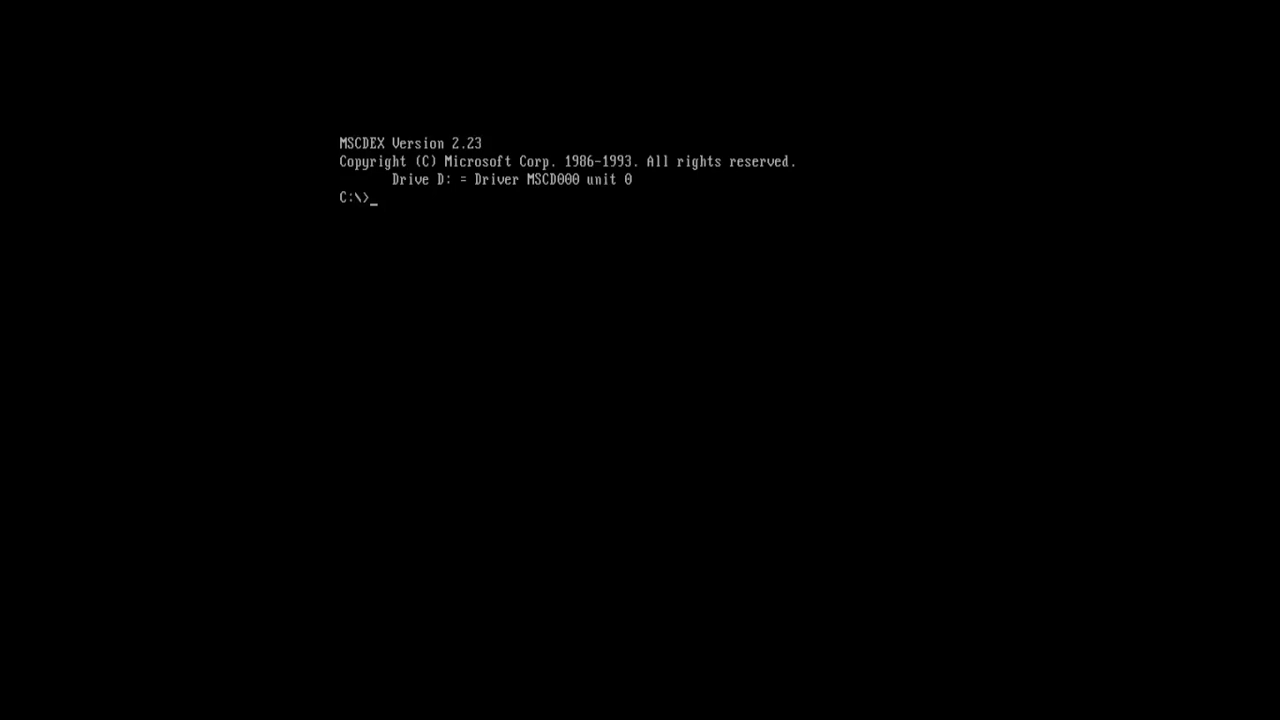 MSCDEX Version 2.23
Copyright (C) Microsoft Corp. 1986-1993. All rights reserved.
Drive D: = Driver MSCD000 unit 0
C:\>_